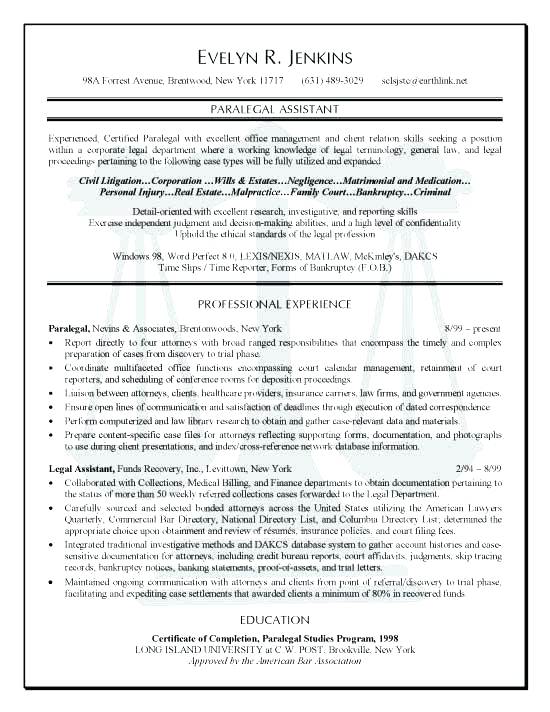 EVELYN R. JENKINS
98A Forrest Avenue, Brentwood, New York 11717 (631) 489-3029 sclsjstc@earthlink.net
PARALEGAL ASSISTANT
Experienced, Certified Paralegal with excellent office management and client relation skills seeking a position
within a corporate legal department where a working knowledge of legal terminology, general law, and legal
proceedings pertaining to the following case types will be fully utilized and expanded
Civil Litigation…Corporation …Wills & Estates…Negligence…Matrimonial and Medication…
Personal Injury…Real Estate…Malpractice…Family Court…Bankruptcy…Criminal
Detail-oriented with excellent research, investigative, and reporting skills
Exercise independent judgment and decision-making abilities, and a high level of confidentiality
Uphold the ethical standards of the legal profession
Windows 98, Word Perfect 8.0, LEXIS/NEXIS, MATLAW, McKinley's, DAKCS
Time Slips / Time Reporter, Forms of Bankruptcy (F.O.B.)
PROFESSIONAL EXPERIENCE
Paralegal, Nevins & Associates, Brentonwoods, New York 8/99 – present
• Report directly to four attorneys with broad ranged responsibilities that encompass the timely and complex
preparation of cases from discovery to trial phase.
• Coordinate multifaceted office functions encompassing court calendar management, retainment of court
reporters, and scheduling of conference rooms for deposition proceedings.
• Liaison between attorneys, clients, healthcare providers, insurance carriers, law firms, and government agencies.
• Ensure open lines of communication and satisfaction of deadlines through execution of dated correspondence
• Perform computerized and law library research to obtain and gather case-relevant data and materials.
• Prepare content-specific case files for attorneys reflecting supporting forms, documentation, and photographs
to use during client presentations, and index/cross-reference network database information.
Legal Assistant, Funds Recovery, Inc., Levittown, New York 2/94 – 8/99
• Collaborated with Collections, Medical Billing, and Finance departments to obtain documentation pertaining to
the status of more than 50 weekly referred collections cases forwarded to the Legal Department.
• Carefully sourced and selected bonded attorneys across the United States utilizing the American Lawyers
Quarterly, Commercial Bar Directory, National Directory List, and Columbia Directory List; determined the
appropriate choice upon obtainment and review of résumés, insurance policies, and court filing fees.
• Integrated traditional investigative methods and DAKCS database system to gather account histories and case-
sensitive documentation for attorneys, including credit bureau reports, court affidavits, judgments, skip tracing
records, bankruptcy notices, banking statements, proof-of-assets, and trial letters.
• Maintained ongoing communication with attorneys and clients from point of referral/discovery to trial phase,
facilitating and expediting case settlements that awarded clients a minimum of 80% in recovered funds
EDUCATION
Certificate of Completion, Paralegal Studies Program, 1998
LONG ISLAND UNIVERSITY at C.W. POST, Brookville, New York
Approved by the American Bar Association